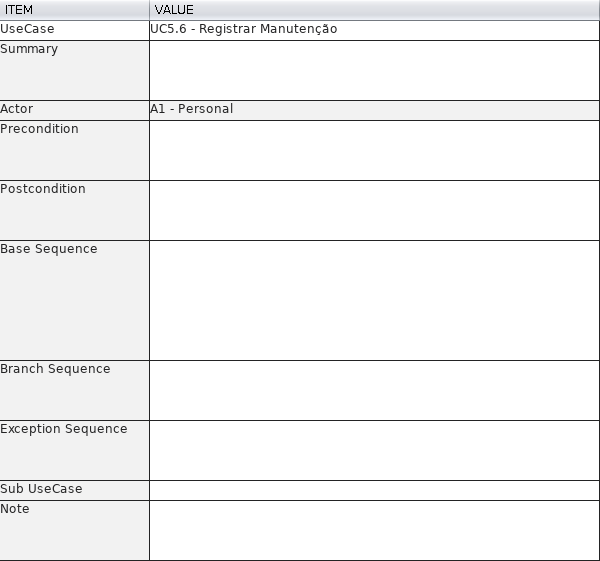 ITEM VALUE
UseCase UC5.6 - Registrar Manutenção
Summary
Actor A1 - Personal
Precondition
Postcondition
Base Sequence
Branch Sequence
Exception Sequence
Sub UseCase
Note